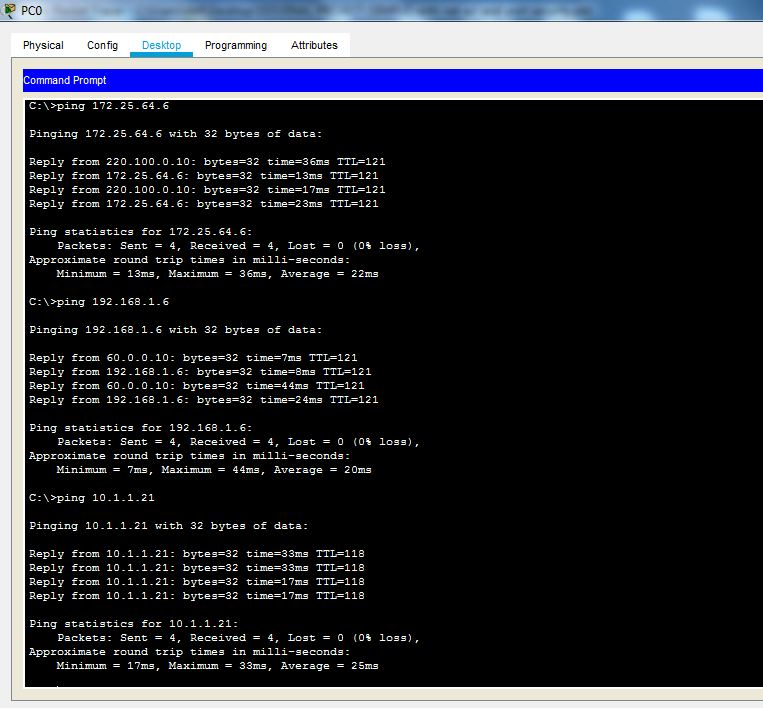 PC0
Physical Config Desktop Programming Attributes
Command Prompt
C:\>ping 172.25.64.6
Pinging 172.25.64.6 with 32 bytes of data:
Reply from 220.100.0.10: bytes=32 time=36ms TTL=121
Reply from 172.25.64.6: bytes=32 time=13ms TTL=121
Reply from 220.100.0.10: bytes=32 time=17ms TTL=121
Reply from 172.25.64.6: bytes=32 time=23ms TTL=121
Ping statistics for 172.25.64.6:
    Packets: Sent = 4, Received = 4, Lost = 0 (0% loss),
Approximate round trip times in milli-seconds:
    Minimum = 13ms, Maximum = 36ms, Average = 22ms
C:\>ping 192.168.1.6
Pinging 192.168.1.6 with 32 bytes of data:
Reply from 60.0.0.10: bytes=32 time=7ms TTL=121
Reply from 192.168.1.6: bytes=32 time=8ms TTL=121
Reply from 60.0.0.10: bytes=32 time=44ms TTL=121
Reply from 192.168.1.6: bytes=32 time=24ms TTL=121
Ping statistics for 192.168.1.6:
    Packets: Sent = 4, Received = 4, Lost = 0 (0% loss),
Approximate round trip times in milli-seconds:
    Minimum = 7ms, Maximum = 44ms, Average = 20ms
C:\>ping 10.1.1.21
Pinging 10.1.1.21 with 32 bytes of data:
Reply from 10.1.1.21: bytes=32 time=33ms TTL=118
Reply from 10.1.1.21: bytes=32 time=33ms TTL=118
Reply from 10.1.1.21: bytes=32 time=17ms TTL=118
Reply from 10.1.1.21: bytes=32 time=17ms TTL=118
Ping statistics for 10.1.1.21:
    Packets: Sent = 4, Received = 4, Lost = 0 (0% loss),
Approximate round trip times in milli-seconds:
    Minimum = 17ms, Maximum = 33ms, Average = 25ms